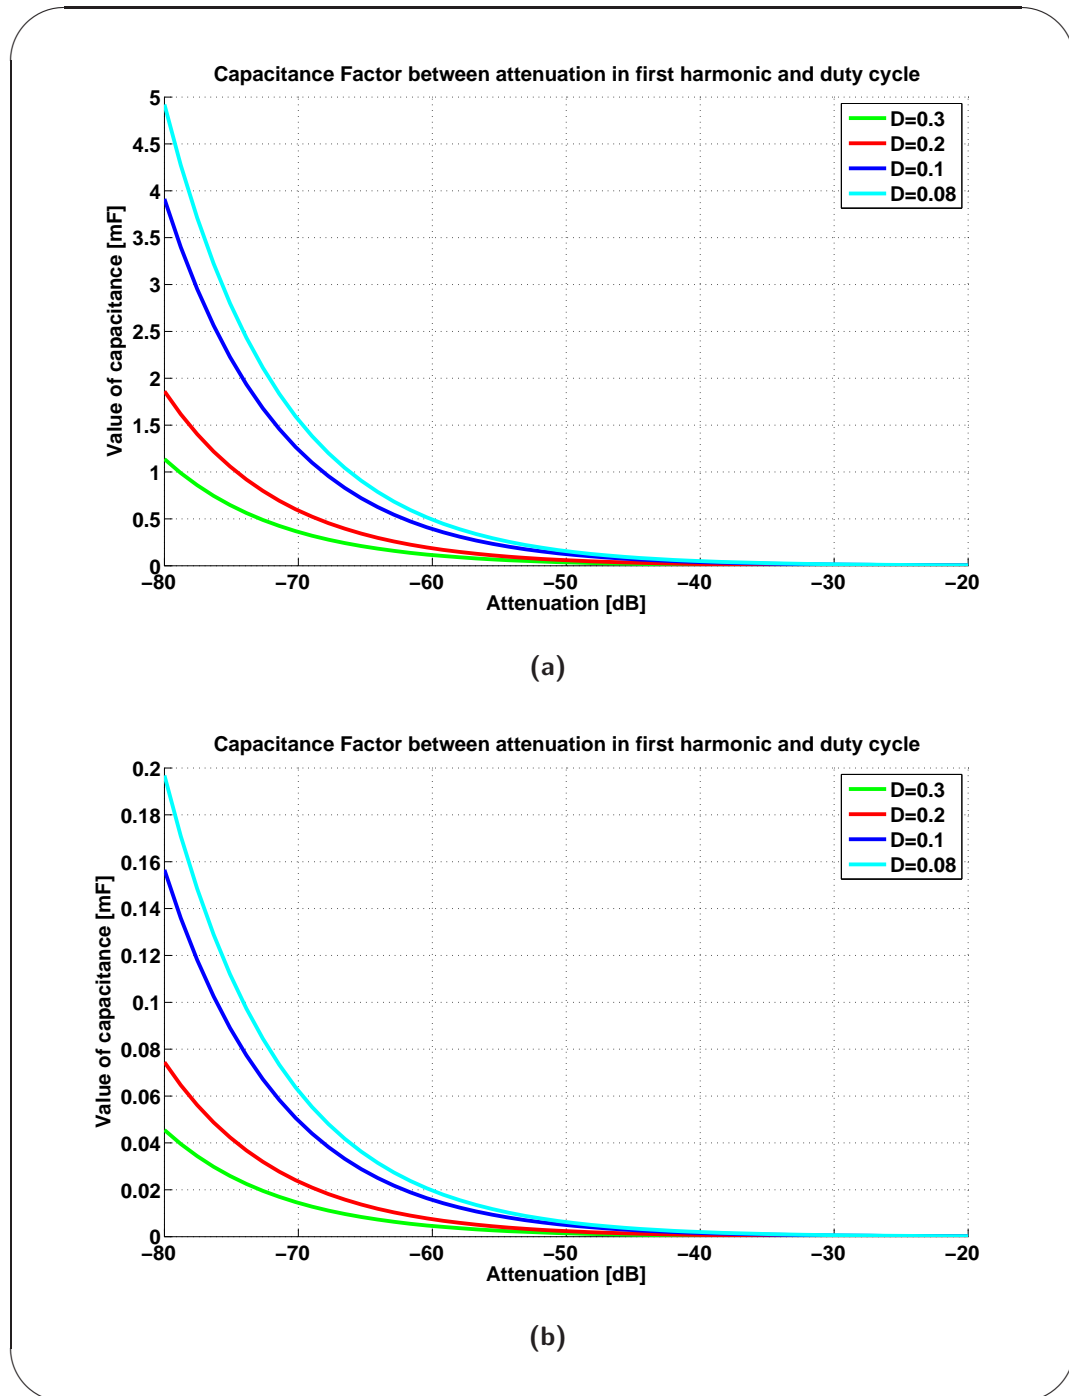 Capacitance Factor between attenuation in first harmonic and duty cycle
5
4.5
4
3.5
3
2.5
2
1.5
1
0.5
0
Value of capacitance [mF]
D=0.3
D=0.2
D=0.1
D=0.08
−80 −70 −60 −50 −40 −30 −20
Attenuation [dB]
(a)
Capacitance Factor between attenuation in first harmonic and duty cycle
0.2
0.18
0.16
0.14
0.12
0.1
0.08
0.06
0.04
0.02
0
Value of capacitance [mF]
D=0.3
D=0.2
D=0.1
D=0.08
−80 −70 −60 −50 −40 −30 −20
Attenuation [dB]
(b)